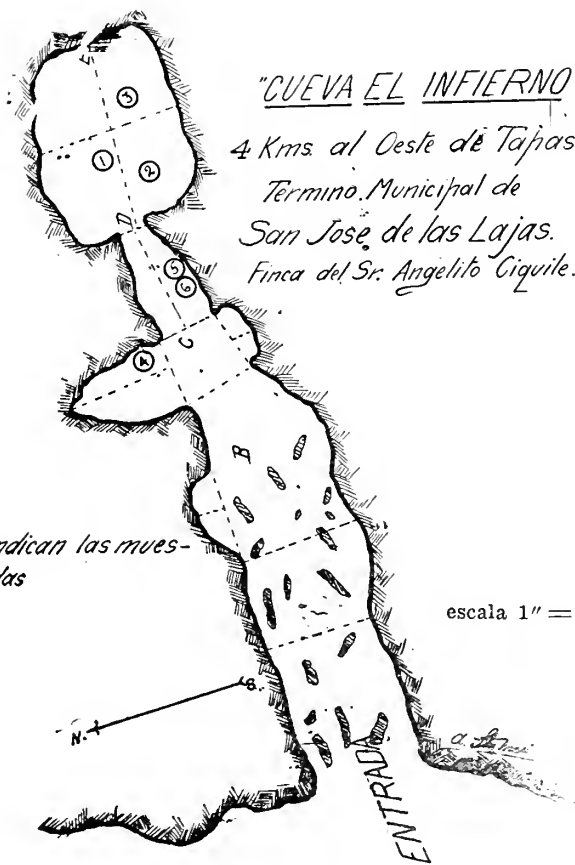 "CUEVA EL INFIERNO
4 Kms. al Oeste de Tapas
Termino Municipal de
San Jose de las Lajas.
Finca del Sr. Angelito Ciquile.
3
1
2
D
5
6
C
4
B
ndican las mues-
das
escala 1" =
N.
S.
ENTRADA